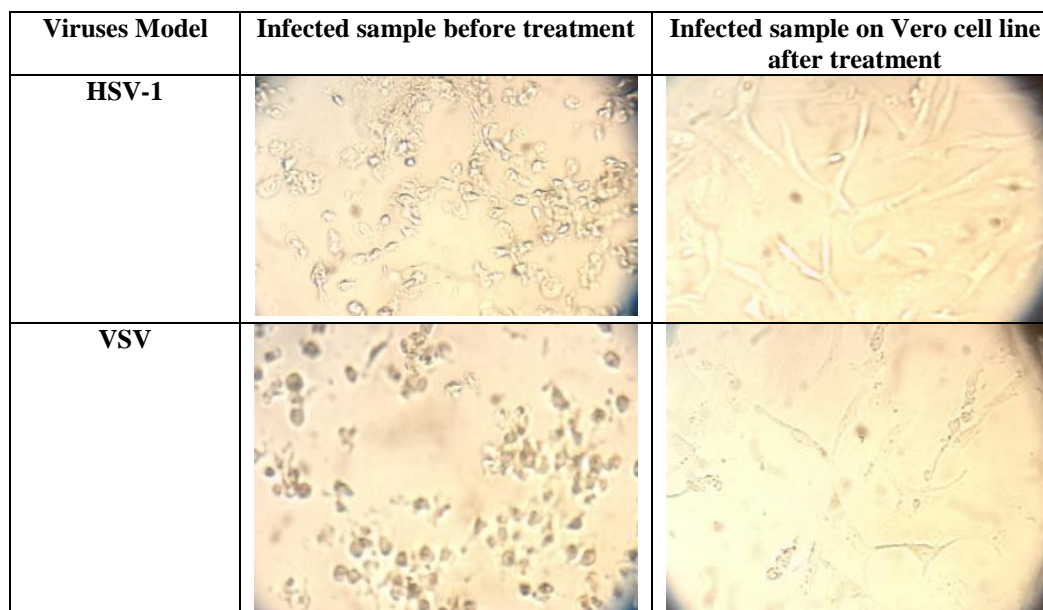 Viruses Model
Infected sample before treatment
Infected sample on Vero cell line
after treatment
HSV-1
VSV